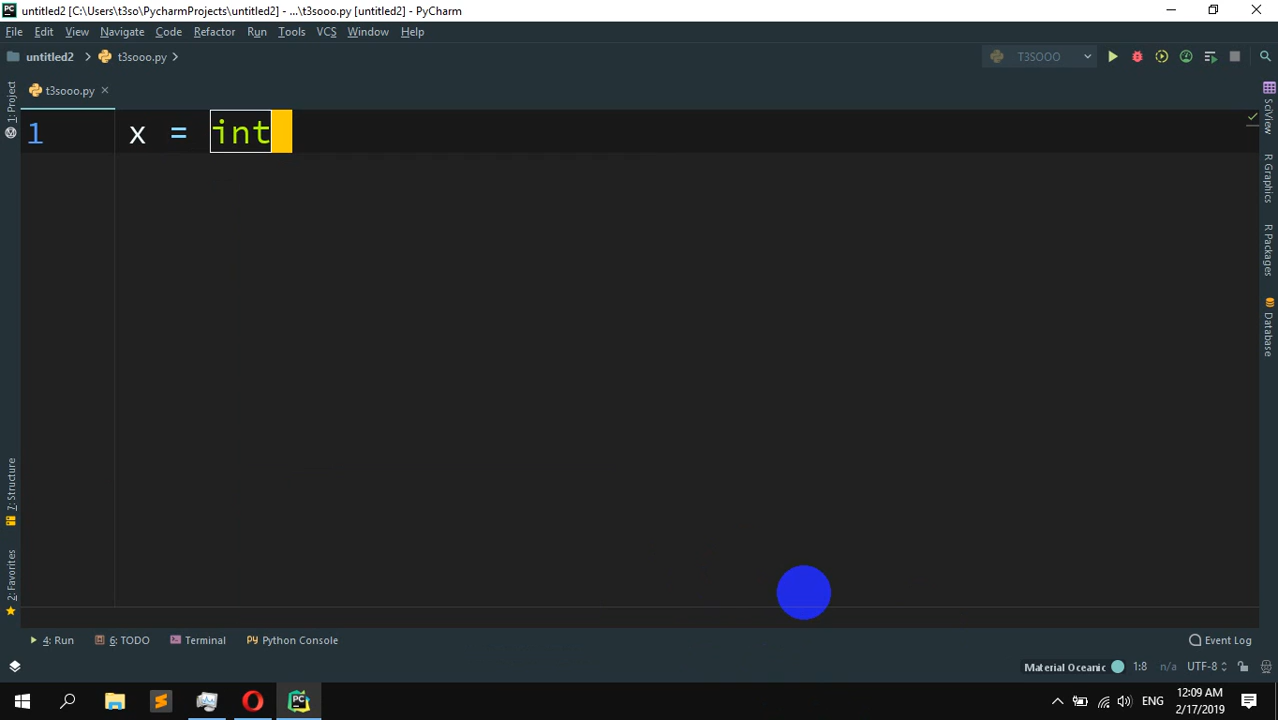 untitled2 [C:\Users\t3so\PycharmProjects\untitled2] - ...\t3sooo.py [untitled2] - PyCharm
File Edit View Navigate Code Refactor Run Tools VCS Window Help
untitled2 t3sooo.py T3SOOO
1: Project
t3sooo.py
SciView
1 x = int
R Graphics
R Packages
Database
7: Structure
2: Favorites
4: Run 6: TODO Terminal Python Console Event Log
Material Oceanic 1:8 n/a UTF-8
ENG 12:09 AM
2/17/2019